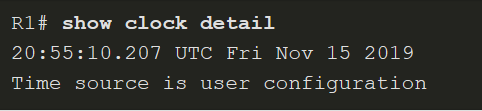 R1# show clock detail
20:55:10.207 UTC Fri Nov 15 2019
Time source is user configuration